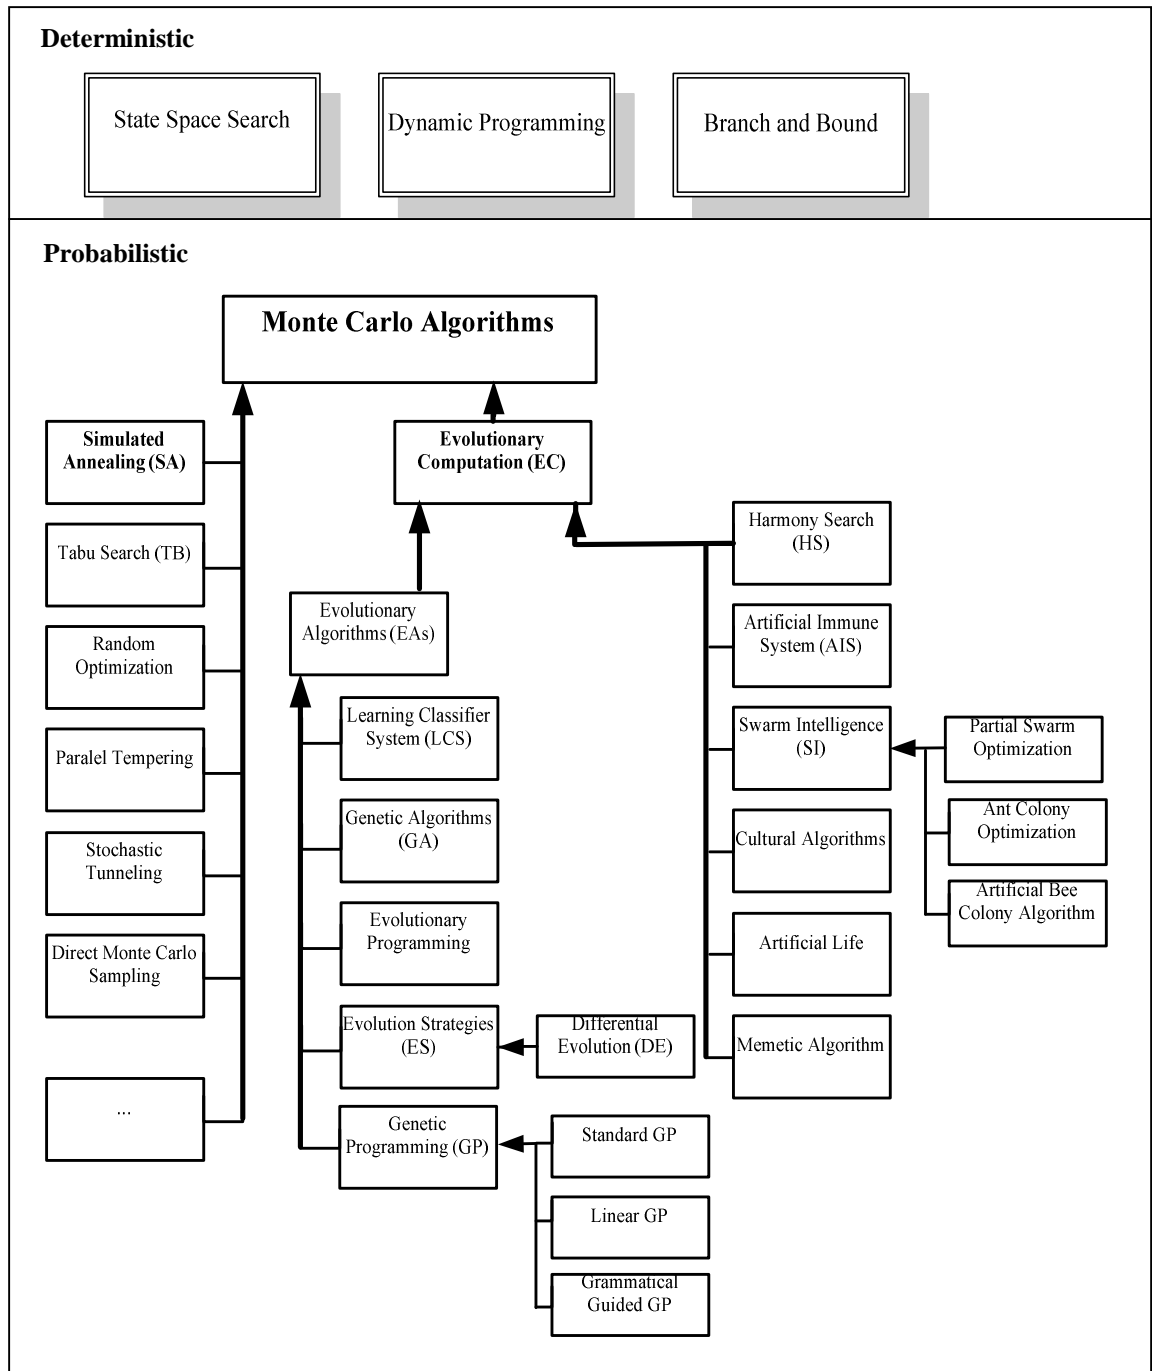 Deterministic
State Space Search
Dynamic Programming
Branch and Bound
Probabilistic
Monte Carlo Algorithms
Simulated
Annealing (SA)
Tabu Search (TB)
Random
Optimization
Paralel Tempering
Stochastic
Tunneling
Direct Monte Carlo
Sampling
...
Evolutionary
Computation (EC)
Evolutionary
Algorithms (EAs)
Learning Classifier
System (LCS)
Genetic Algorithms
(GA)
Evolutionary
Programming
Evolution Strategies
(ES)
Differential
Evolution (DE)
Genetic
Programming (GP)
Standard GP
Linear GP
Grammatical
Guided GP
Harmony Search
(HS)
Artificial Immune
System (AIS)
Swarm Intelligence
(SI)
Partial Swarm
Optimization
Ant Colony
Optimization
Artificial Bee
Colony Algorithm
Cultural Algorithms
Artificial Life
Memetic Algorithm